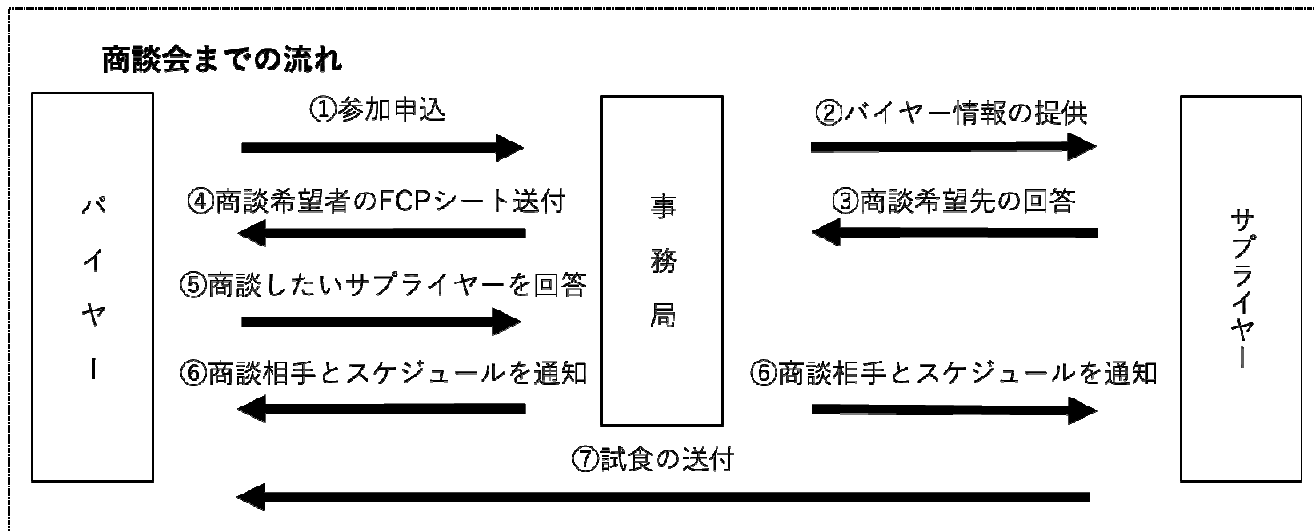 商談会までの流れ
①参加申込
②バイヤー情報の提供
④商談希望者のFCPシート送付
③商談希望先の回答
⑤商談したいサプライヤーを回答
⑥商談相手とスケジュールを通知
⑥商談相手とスケジュールを通知
⑦試食の送付
バイヤー
事務局
サプライヤー